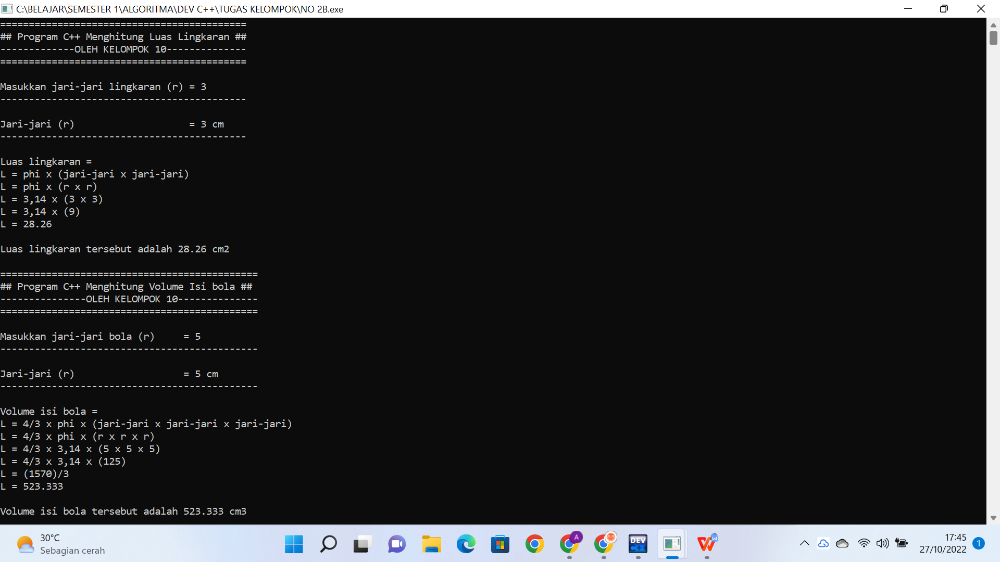 C:\BELAJAR\SEMESTER 1\ALGORITMA\DEV C++\TUGAS KELOMPOK\NO 2B.exe
===========================================
## Program C++ Menghitung Luas Lingkaran ##
-------------OLEH KELOMPOK 10--------------
===========================================
Masukkan jari-jari lingkaran (r) = 3
-------------------------------------------
Jari-jari (r)                    = 3 cm
-------------------------------------------
Luas lingkaran =
L = phi x (jari-jari x jari-jari)
L = phi x (r x r)
L = 3,14 x (3 x 3)
L = 3,14 x (9)
L = 28.26
Luas lingkaran tersebut adalah 28.26 cm2
=============================================
## Program C++ Menghitung Volume Isi bola ##
---------------OLEH KELOMPOK 10--------------
=============================================
Masukkan jari-jari bola (r)     = 5
---------------------------------------------
Jari-jari (r)                   = 5 cm
---------------------------------------------
Volume isi bola =
L = 4/3 x phi x (jari-jari x jari-jari x jari-jari)
L = 4/3 x phi x (r x r x r)
L = 4/3 x 3,14 x (5 x 5 x 5)
L = 4/3 x 3,14 x (125)
L = (1570)/3
L = 523.333
Volume isi bola tersebut adalah 523.333 cm3
30°C
Sebagian cerah
A
DEV
C++
W
17:45
27/10/2022
1